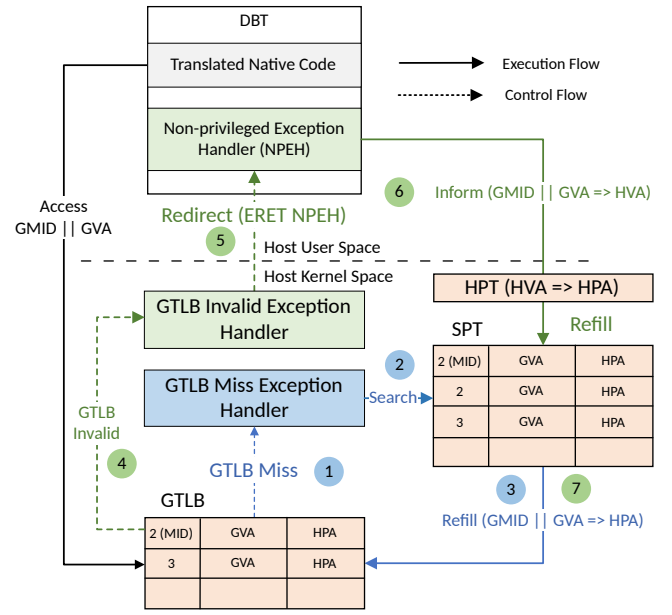 DBT
Translated Native Code
Execution Flow
Control Flow
Non-privileged Exception
Handler (NPEH)
6
Inform (GMID || GVA => HVA)
Access
GMID || GVA
Redirect (ERET NPEH)
5
Host User Space
Host Kernel Space
HPT (HVA => HPA)
GTLB Invalid Exception
Handler
Refill
SPT
2 (MID) GVA HPA
2 GVA HPA
3 GVA HPA
2
Search
GTLB Miss Exception
Handler
GTLB
Invalid
4
GTLB Miss
1
3
7
Refill (GMID || GVA => HPA)
GTLB
2 (MID) GVA HPA
3 GVA HPA